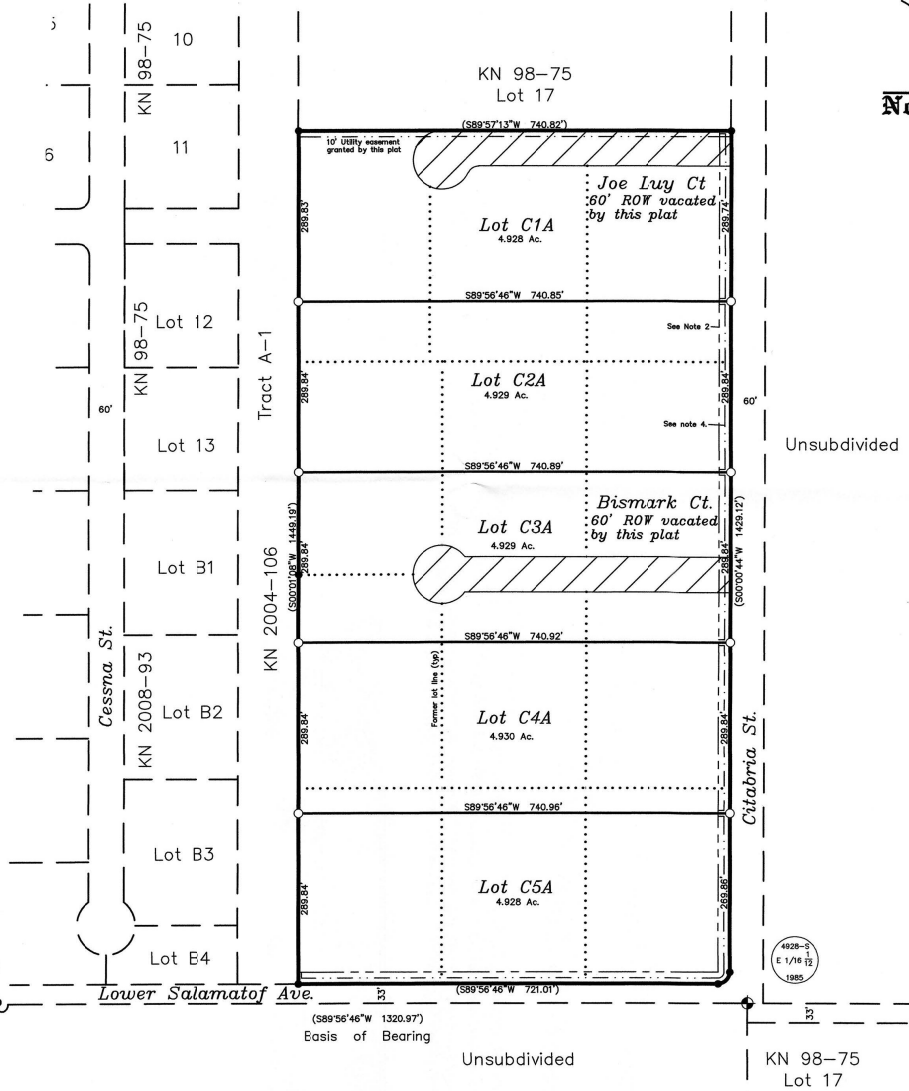 10
KN 98-75
KN 98-75
Lot 17
No
(S89°57'13"W 740.82')
10' Utility easement
granted by this plat
6
11
Joe Luy Ct
60' ROW vacated
by this plat
289.83'
289.74'
Lot C1A
4.928 Ac.
S89°56'46"W 740.85'
Lot 12
KN 98-75
See Note 2
Tract A-1
Lot C2A
4.929 Ac.
289.84'
289.84'
60'
60'
See note 4.
Lot 13
Unsubdivided
S89°56'46"W 740.89'
Bismark Ct.
60' ROW vacated
by this plat
Lot C3A
4.929 Ac.
(S00°01'08"W 1449.19')
289.84'
289.84'
(S00°00'44"W 1429.12')
Lot B1
KN 2004-106
S89°56'46"W 740.92'
Cessna St.
KN 2008-93
Lot B2
Former lot line (typ)
289.84'
Lot C4A
4.930 Ac.
289.84'
Citabria St.
S89°56'46"W 740.96'
Lot B3
289.84'
Lot C5A
4.928 Ac.
269.86'
4928-S
E 1/16 1/12
1985
Lot B4
Lower Salamatof Ave.
33'
(S89°56'46"W 721.01')
(S89°56'46"W 1320.97')
Basis of Bearing
33'
Unsubdivided
KN 98-75
Lot 17